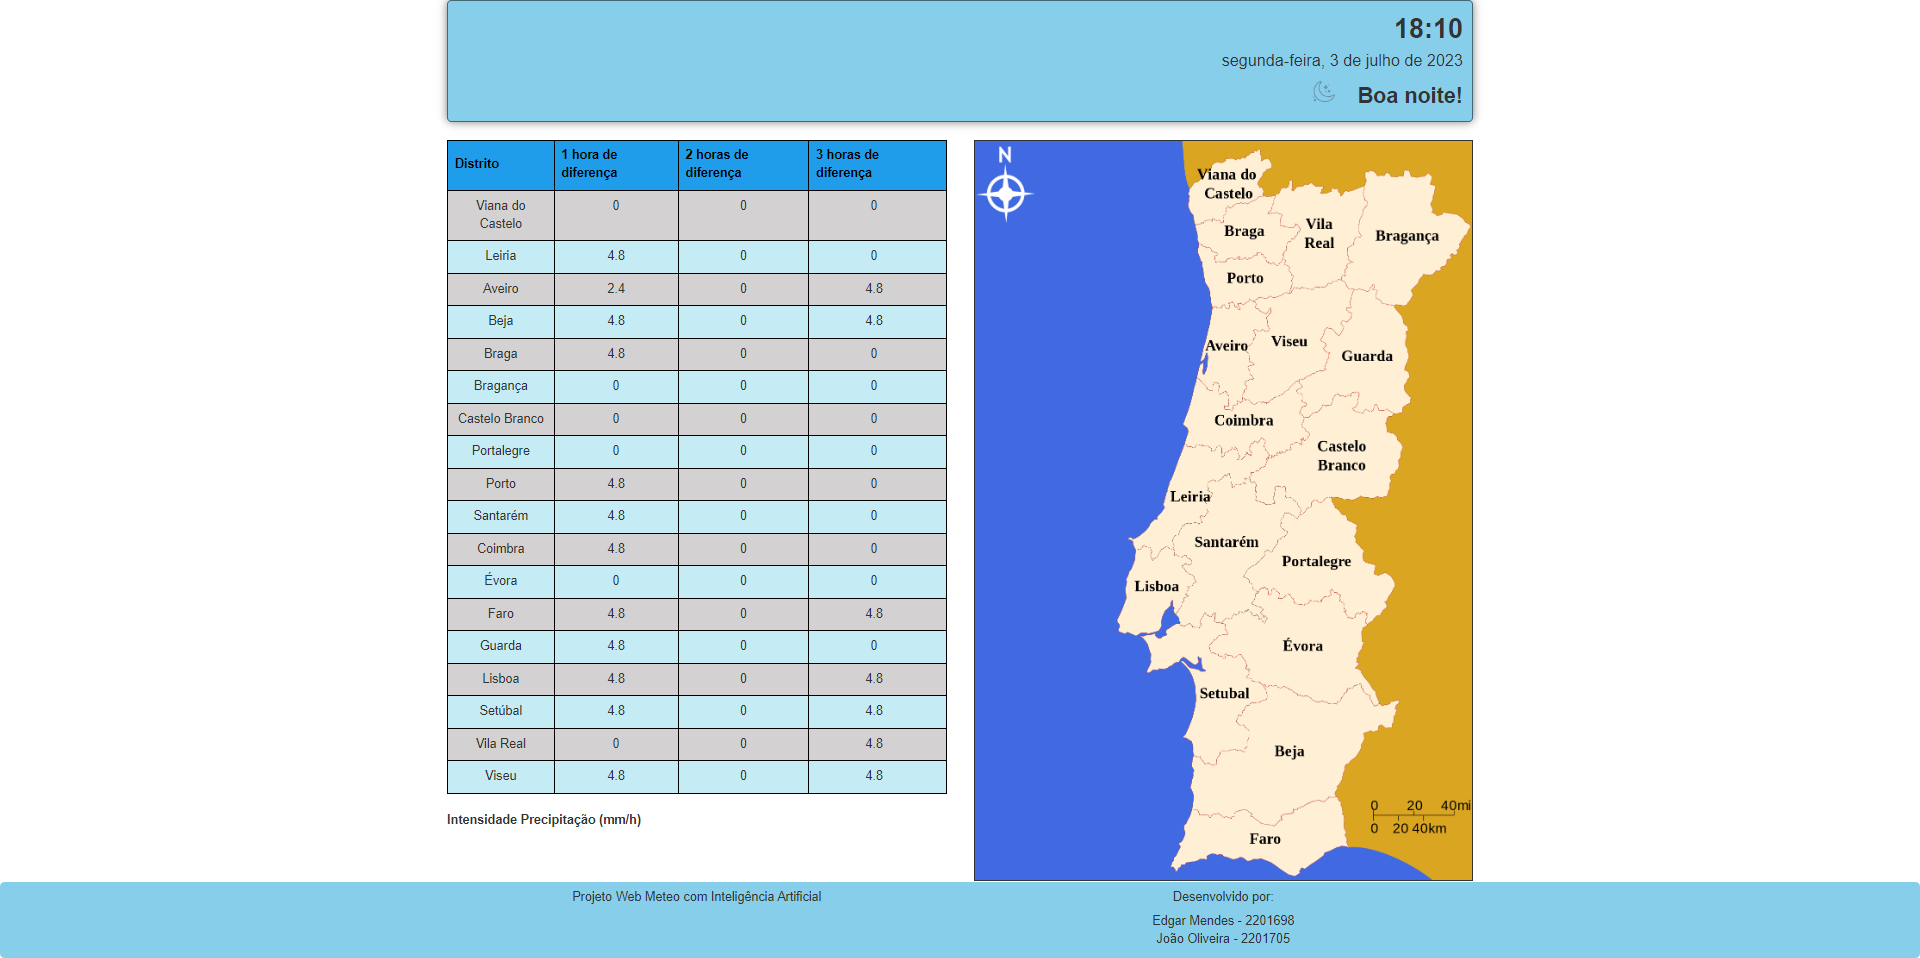 18:10
segunda-feira, 3 de julho de 2023
Boa noite!
Distrito 1 hora de diferença 2 horas de diferença 3 horas de diferença
Viana do Castelo 0 0 0
Leiria 4.8 0 0
Aveiro 2.4 0 4.8
Beja 4.8 0 4.8
Braga 4.8 0 0
Bragança 0 0 0
Castelo Branco 0 0 0
Portalegre 0 0 0
Porto 4.8 0 0
Santarém 4.8 0 0
Coimbra 4.8 0 0
Évora 0 0 0
Faro 4.8 0 4.8
Guarda 4.8 0 0
Lisboa 4.8 0 4.8
Setúbal 4.8 0 4.8
Vila Real 0 0 4.8
Viseu 4.8 0 4.8
Intensidade Precipitação (mm/h)
N
Viana do
Castelo
Braga
Vila
Real
Bragança
Porto
Aveiro
Viseu
Guarda
Coimbra
Castelo
Branco
Leiria
Santarém
Portalegre
Lisboa
Évora
Setubal
Beja
Faro
0 20 40mi
0 20 40km
Projeto Web Meteo com Inteligência Artificial
Desenvolvido por:
Edgar Mendes - 2201698
João Oliveira - 2201705